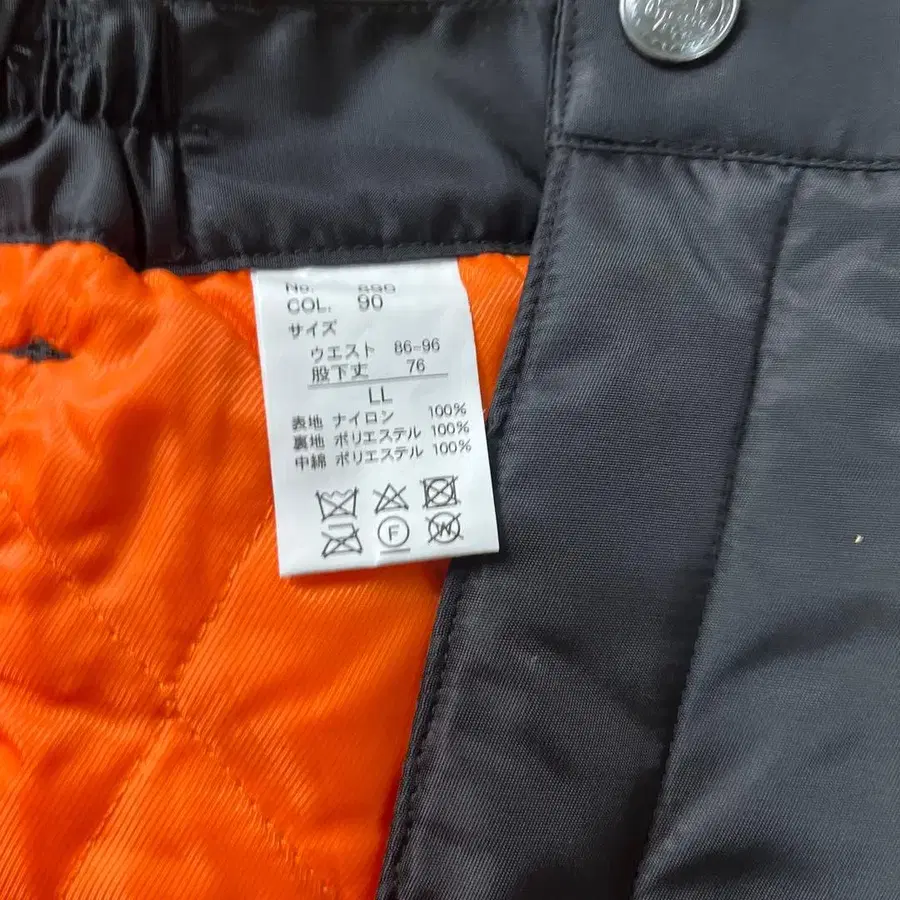 No.
COL. 90
サイズ
ウエスト 86-96
股下丈 76
LL
表地 ナイロン 100%
裏地 ポリエステル 100%
中綿 ポリエステル 100%
F
W